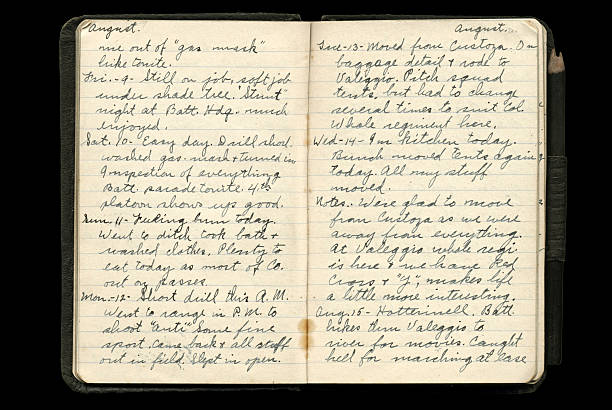 August.
me out of "gas mask"
hike tonite.
Fri.-9- Still on job, soft job
under shade tree. "Stunt"
night at Batt. Hdq. much
enjoyed.
Sat. 10- Easy day. Drill short.
washed gas mask & turned in
Inspection of everything
Batt. parade tonite. 4th
platoon shows up good.
Sun. 11- Feeling bum today.
Went to ditch took bath &
washed clothes. Plenty to
eat today as most of Co.
out on passes.
Mon.-12- Short drill this A.M.
Went to range in P.M. to
shoot "Anti" Some fine
sport. Came back & all stuff
out in field. Slept in open.
August.
Tue-13- Moved from Custoza. On
baggage detail & rode to
Valeggio. Pitch squad
tents but had to change
several times to suit Col.
Whole regiment here.
Wed-14- In kitchen today.
Bunch moved tents again
today. All my stuff
moved.
Notes. Were glad to move
from Custoza as we were
away from everything.
At Valeggio whole regi
is here & we have Red
Cross & "Y", makes life
a little more interesting.
Aug. 15- Hotterinell. Batt.
hikes thru Valeggio to
river for movies. Caught
hell for marching at ease